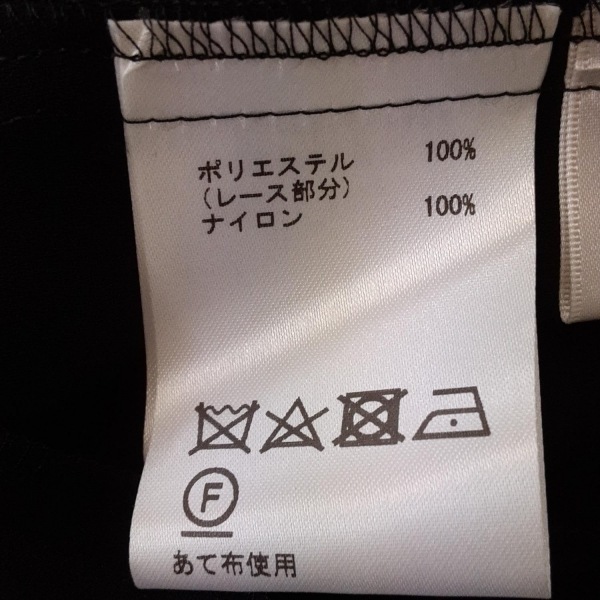 ポリエステル 100%
(レース部分)
ナイロン 100%
F
あて布使用